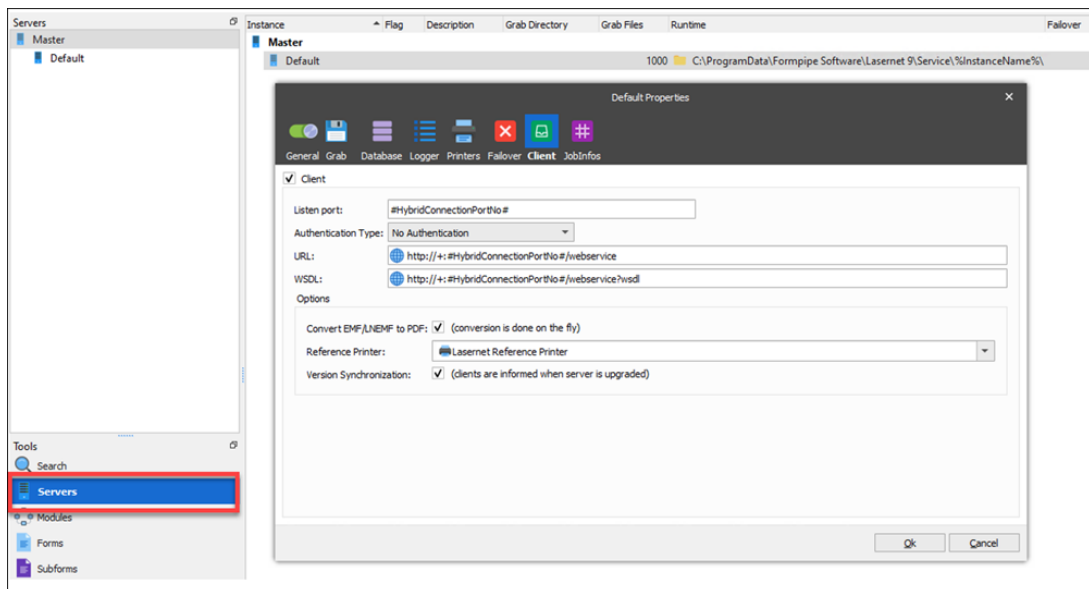 Servers
Master
Default
Instance Flag Description Grab Directory Grab Files Runtime Failover
Master
Default 1000 C:\ProgramData\Formpipe Software\Lasernet 9\Service\%InstanceName%\
Default Properties
General Grab Database Logger Printers Failover Client JobInfos
Client
Listen port: #HybridConnectionPortNo#
Authentication Type: No Authentication
URL: http://+:#HybridConnectionPortNo#/webservice
WSDL: http://+:#HybridConnectionPortNo#/webservice?wsdl
Options
Convert EMF/LNEMF to PDF: (conversion is done on the fly)
Reference Printer: Lasernet Reference Printer
Version Synchronization: (clients are informed when server is upgraded)
Ok Cancel
Tools
Search
Servers
Modules
Forms
Subforms